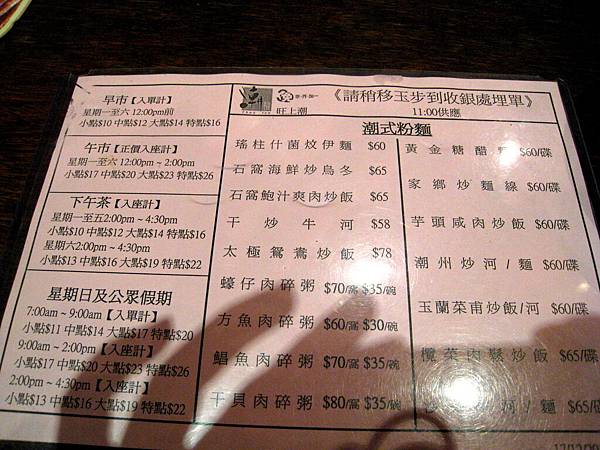 早市【入單計】
星期一至六 12:00pm前
小點$10 中點$12 大點$14 特點$16
午市【正價入座計】
星期一至六 12:00pm ~ 2:00pm
小點$17 中點$20 大點$23 特點$26
下午茶【入座計】
星期一至五2:00pm ~ 4:30pm
小點$10 中點$12 大點$14 特點$16
星期六2:00pm ~ 4:30pm
小點$13 中點$16 大點$19 特點$22
星期日及公眾假期
7:00am ~ 9:00am【入單計】
小點$11 中點$14 大點$17 特點$20
9:00am ~ 2:00pm【入座計】
小點$17 中點$20 大點$23 特點$26
2:00pm ~ 4:30pm【入座計】
小點$13 中點$16 大點$19 特點$22
旺上潮
《請稍移玉步到收銀處埋單》
11:00供應
潮式粉麵
瑤柱什菌炆伊麵 $60
石窩海鮮炒烏冬 $65
石窩鮑汁爽肉炒飯 $65
干炒牛河 $58
太極鴛鴦炒飯 $78
蠔仔肉碎粥 $70/窩 $35/碗
方魚肉碎粥 $60/窩 $30/碗
鯧魚肉碎粥 $70/窩 $35/碗
干貝肉碎粥 $80/窩 $35/碗
黃金糖醋麵 $60/碟
家鄉炒麵線 $60/碟
芋頭咸肉炒飯 $60/碟
潮州炒河/麵 $60/碟
玉蘭菜甫炒飯/河 $60/碟
欖菜肉鬆炒飯 $65/碟
河/麵 $65/碟